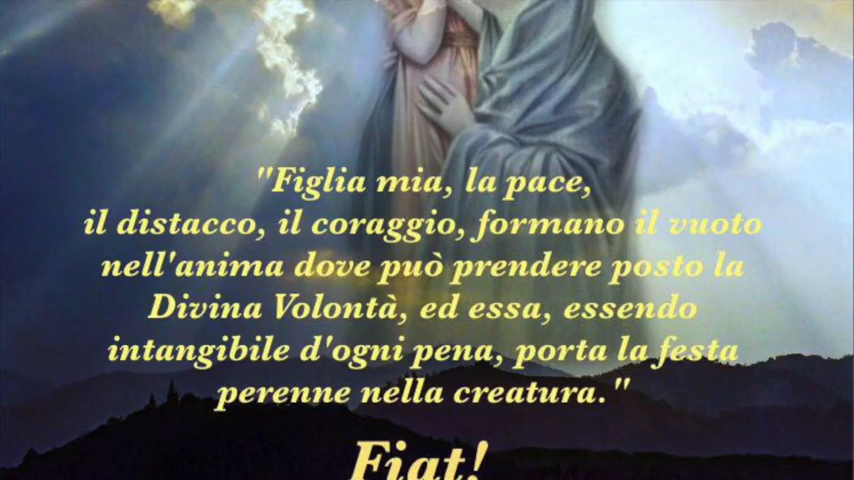 "Figlia mia, la pace,
il distacco, il coraggio, formano il vuoto
nell'anima dove può prendere posto la
Divina Volontà, ed essa, essendo
intangibile d'ogni pena, porta la festa
perenne nella creatura."
Fiat!